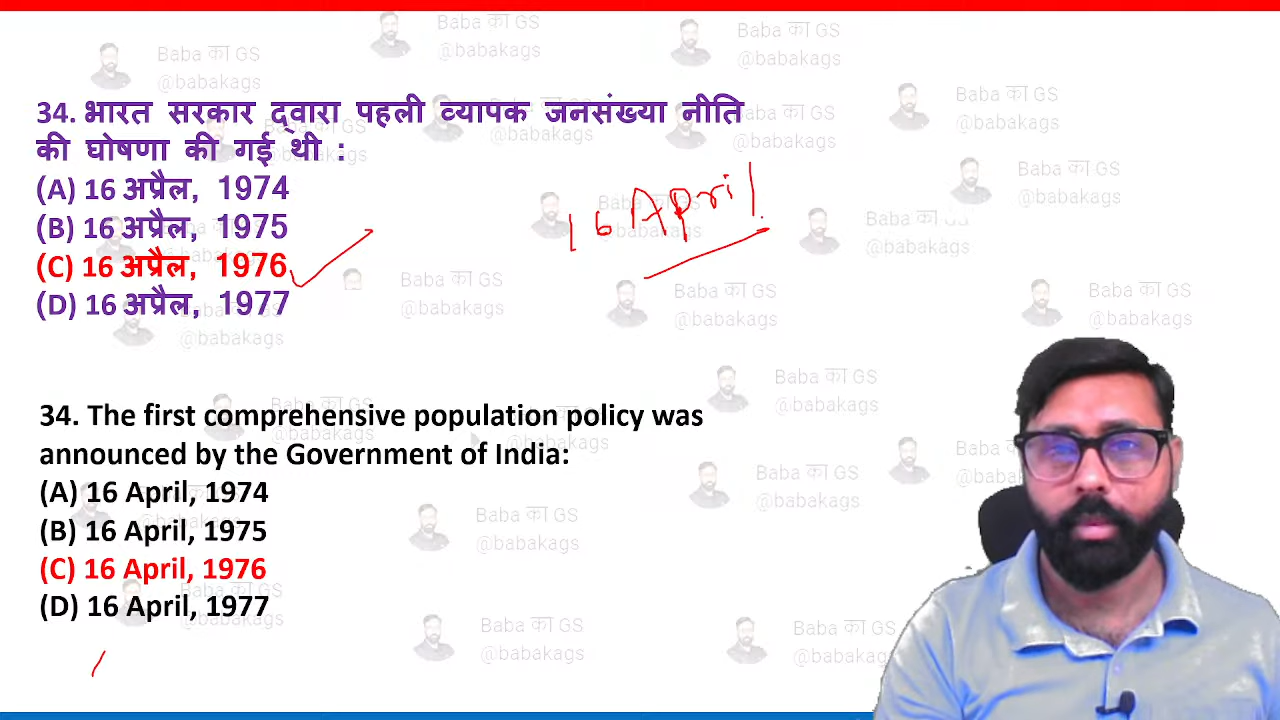 34. भारत सरकार द्वारा पहली व्यापक जनसंख्या नीति
की घोषणा की गई थी :
(A) 16 अप्रैल, 1974
(B) 16 अप्रैल, 1975
(C) 16 अप्रैल, 1976
(D) 16 अप्रैल, 1977
16 April
34. The first comprehensive population policy was
announced by the Government of India:
(A) 16 April, 1974
(B) 16 April, 1975
(C) 16 April, 1976
(D) 16 April, 1977
Baba का GS
@babakags